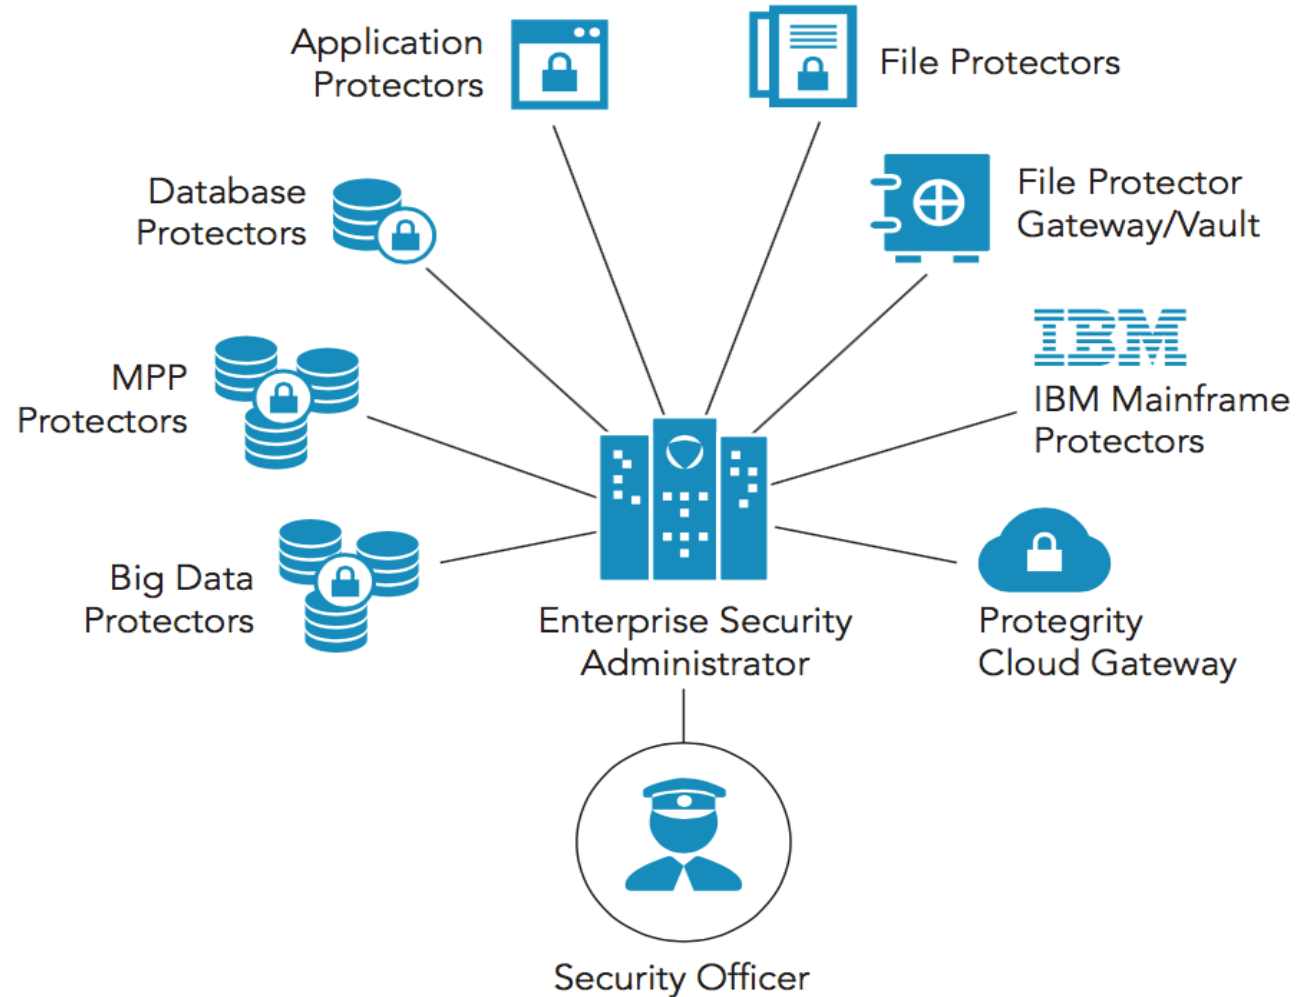 Application
Protectors
File Protectors
Database
Protectors
File Protector
Gateway/Vault
MPP
Protectors
IBM
IBM Mainframe
Protectors
Big Data
Protectors
Enterprise Security
Administrator
Protegrity
Cloud Gateway
Security Officer